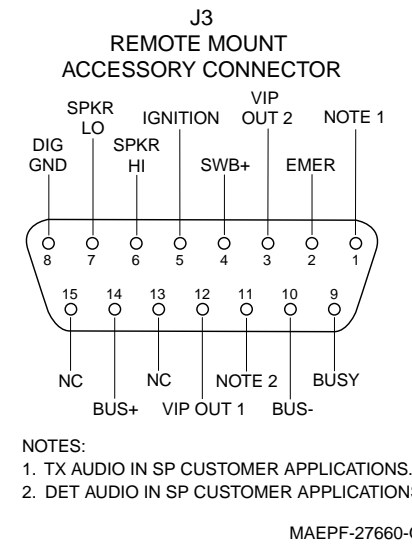 J3
REMOTE MOUNT
ACCESSORY CONNECTOR
DIG
GND
SPKR
LO
SPKR
HI
IGNITION
SWB+
VIP
OUT 2
EMER
NOTE 1
8 7 6 5 4 3 2 1
15 14 13 12 11 10 9
NC
BUS+
NC
VIP OUT 1
NOTE 2
BUS-
BUSY
NOTES:
1. TX AUDIO IN SP CUSTOMER APPLICATIONS.
2. DET AUDIO IN SP CUSTOMER APPLICATIONS
MAEPF-27660-